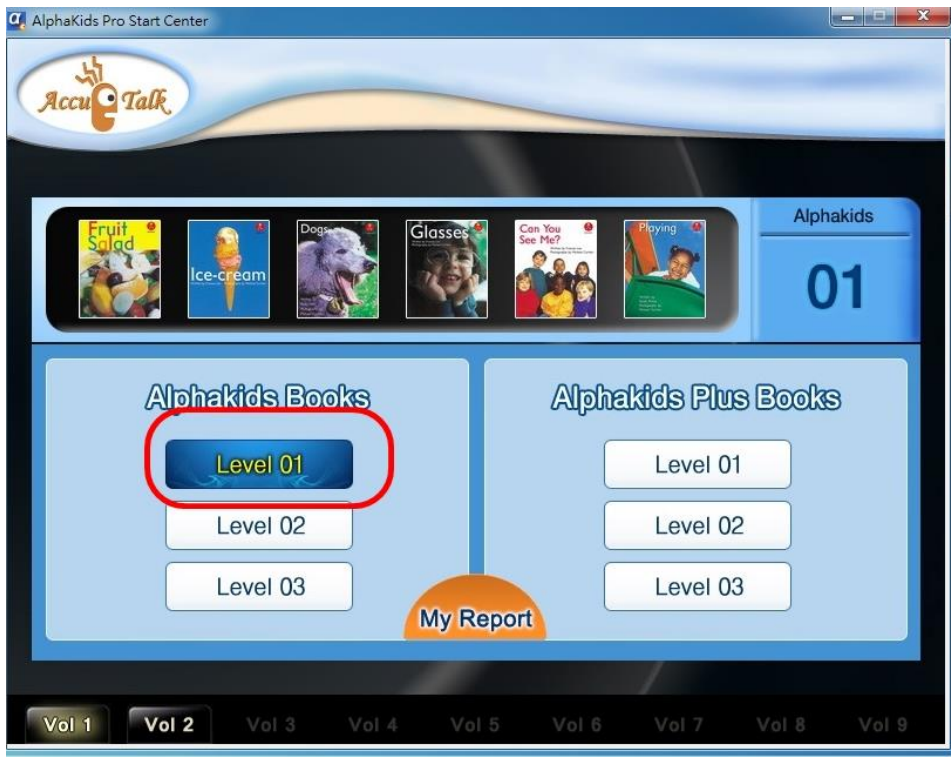 AlphaKids Pro Start Center
Accu Talk
Fruit
Salad
Ice-cream
Dogs
Glasses
Can You
See Me?
Playing
Alphakids
01
Alphakids Books
Alphakids Plus Books
Level 01
Level 01
Level 02
Level 02
Level 03
Level 03
My Report
Vol 1 Vol 2 Vol 3 Vol 4 Vol 5 Vol 6 Vol 7 Vol 8 Vol 9